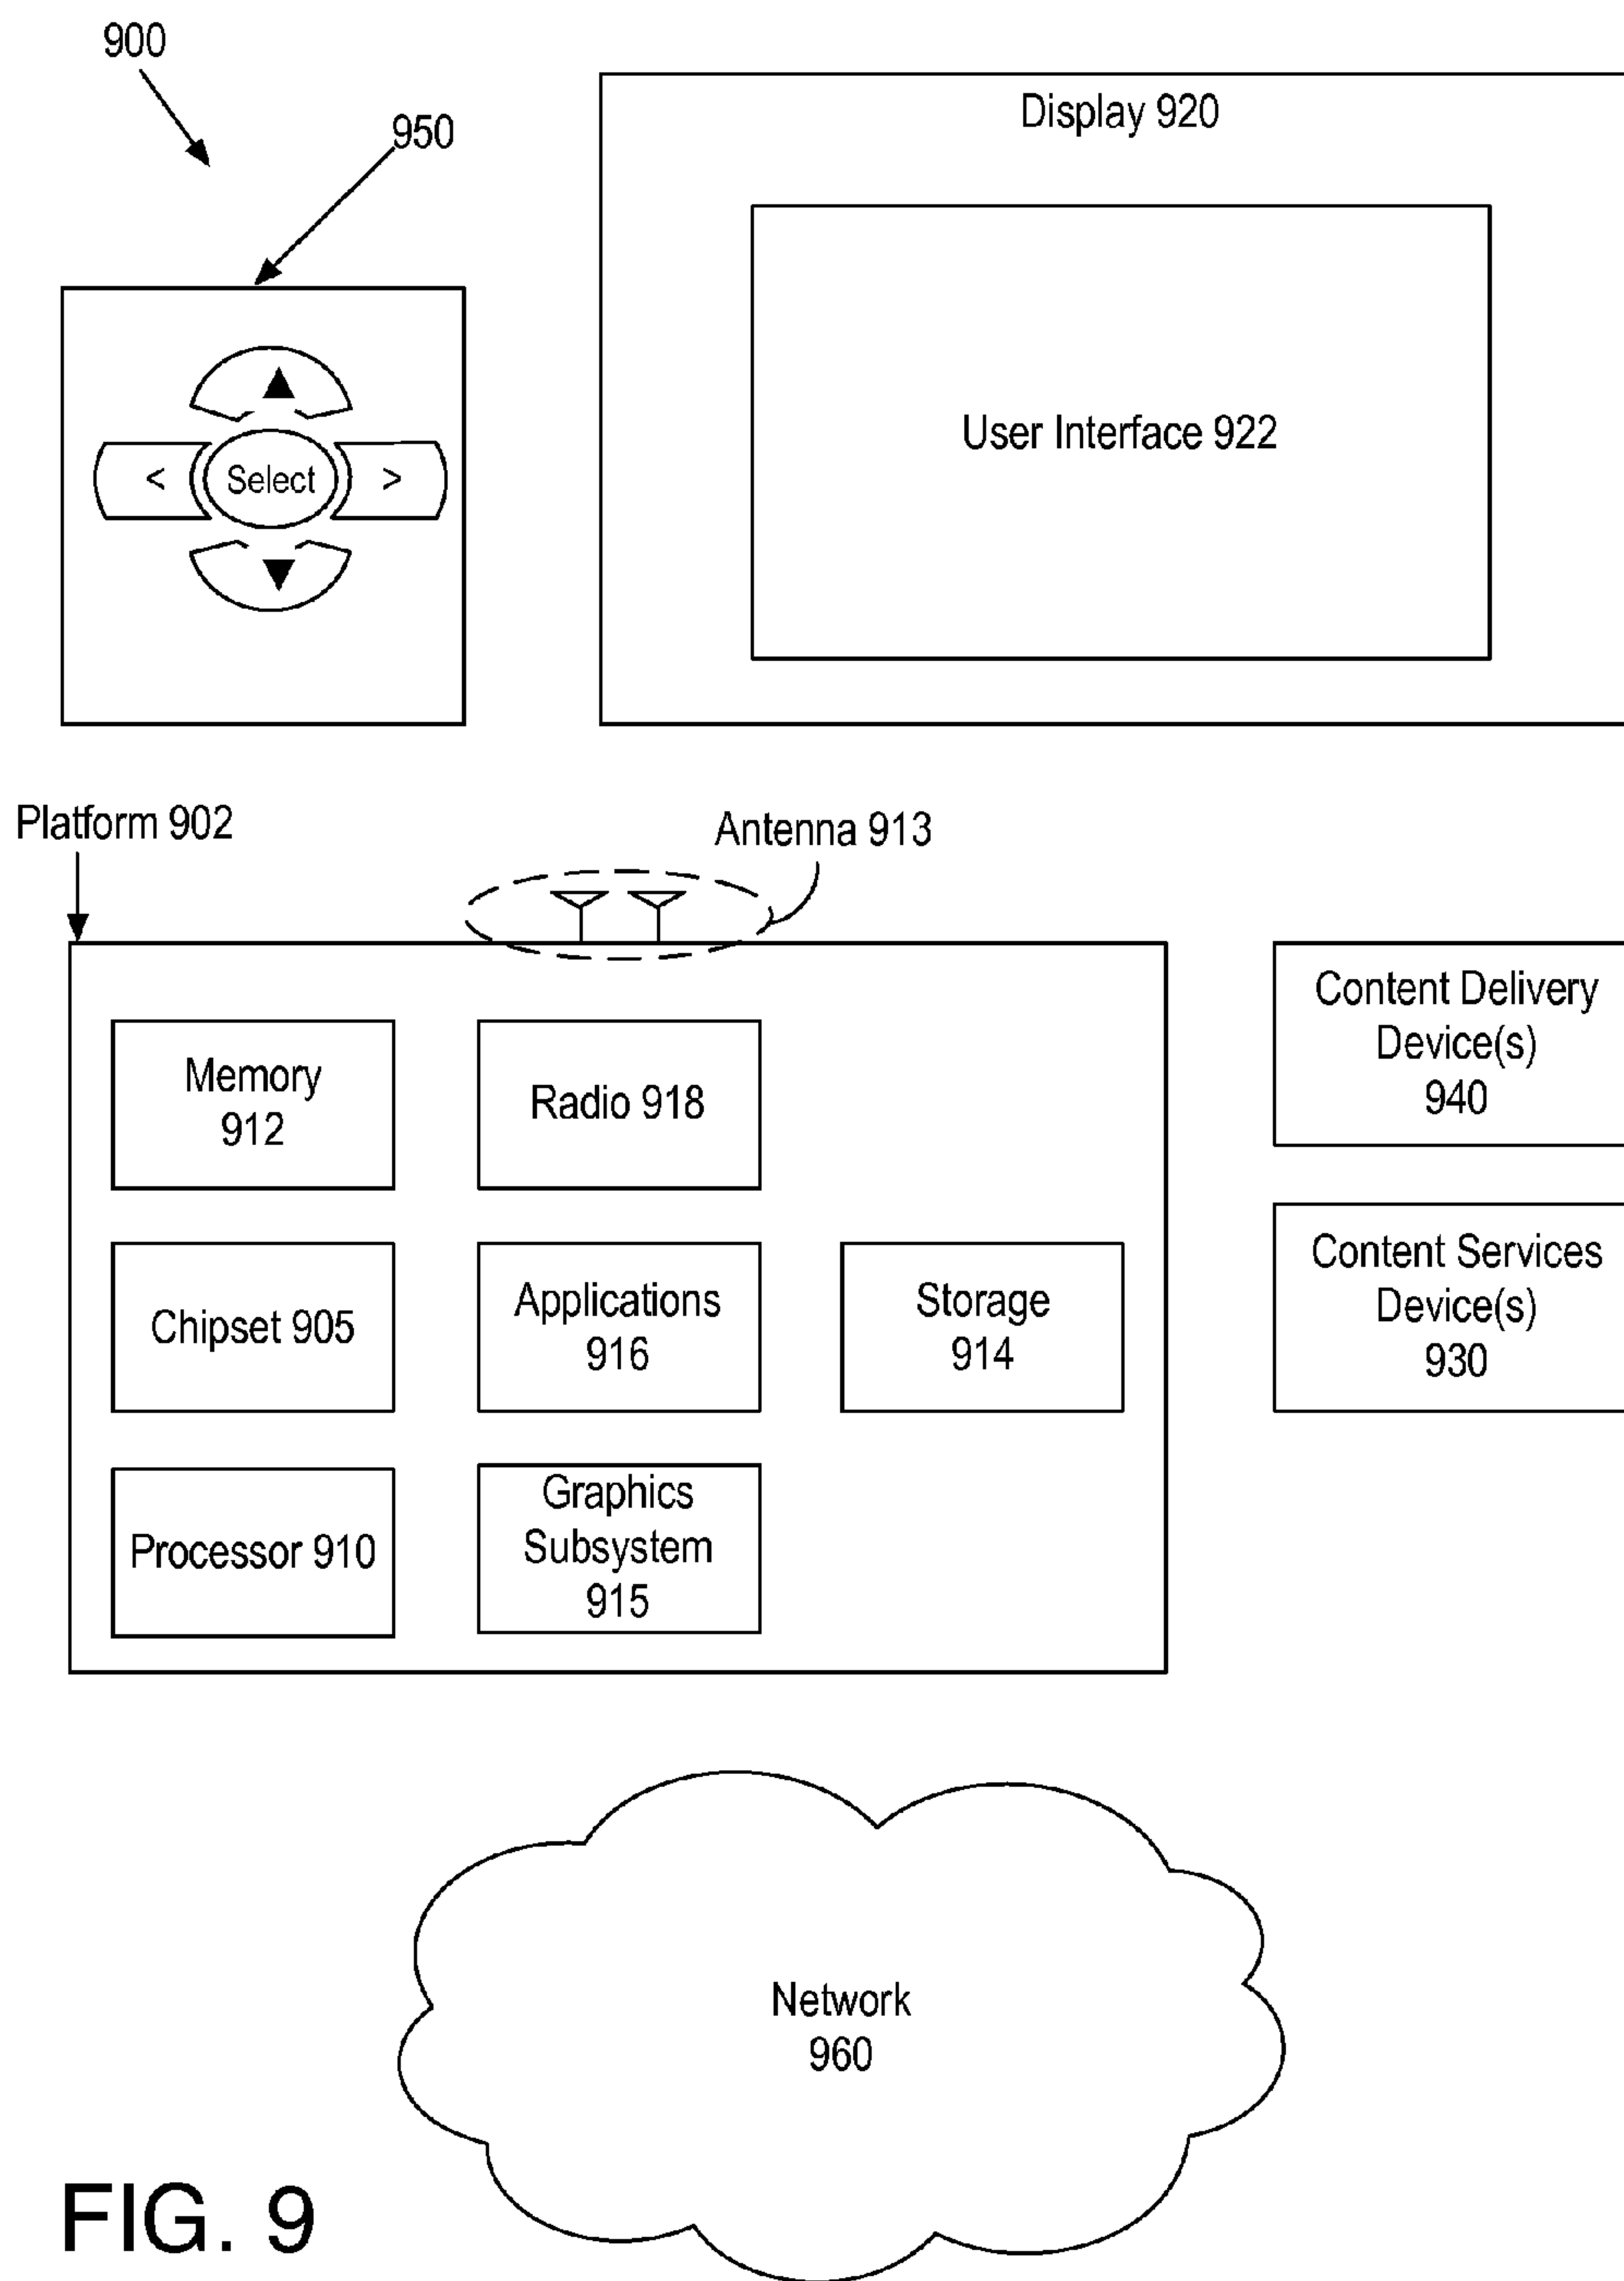 900
950
Display 920
User Interface 922
<
Select
>
Platform 902
Antenna 913
Memory
912
Radio 918
Chipset 905
Applications
916
Storage
914
Processor 910
Graphics
Subsystem
915
Content Delivery
Device(s)
940
Content Services
Device(s)
930
Network
960
FIG. 9